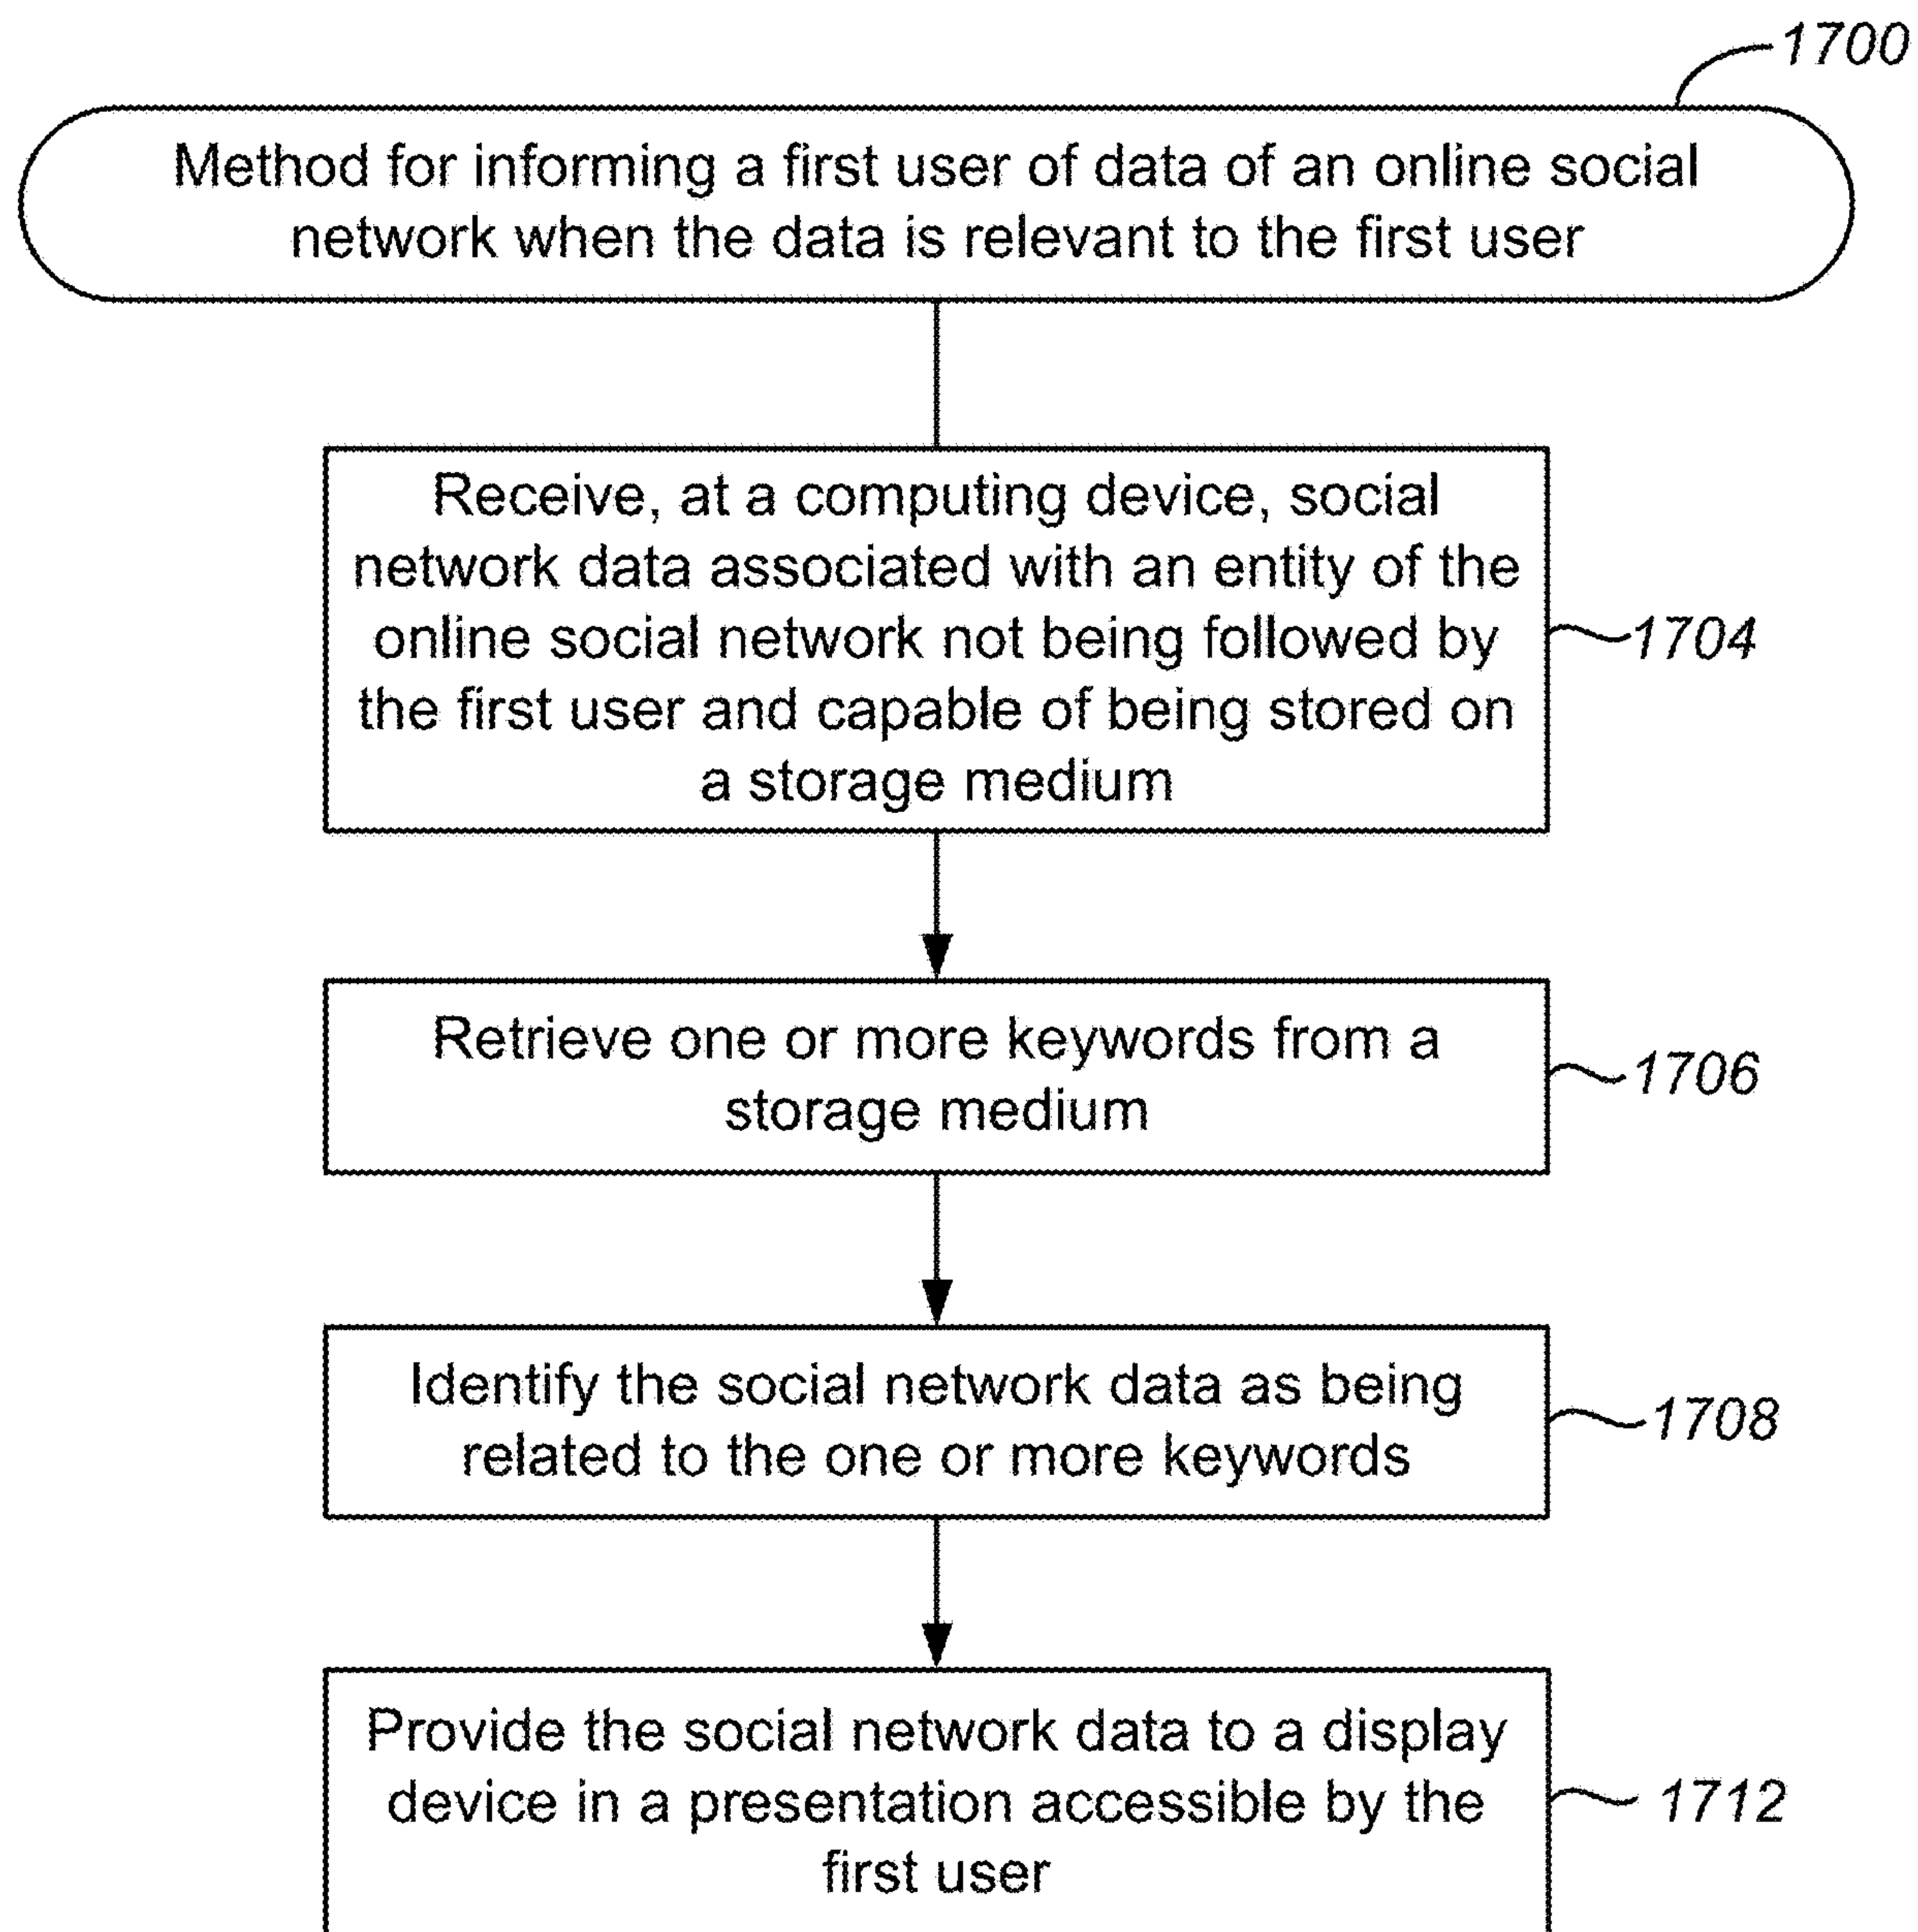 1700
Method for informing a first user of data of an online social
network when the data is relevant to the first user
Receive, at a computing device, social
network data associated with an entity of the
online social network not being followed by
the first user and capable of being stored on
a storage medium
1704
Retrieve one or more keywords from a
storage medium
1706
Identify the social network data as being
related to the one or more keywords
1708
Provide the social network data to a display
device in a presentation accessible by the
first user
1712